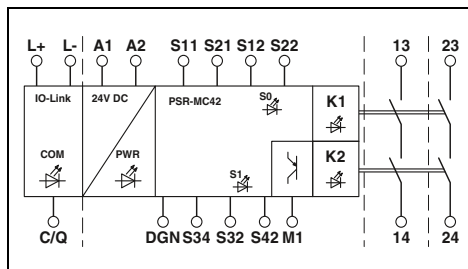 L+ L- A1 A2 S11 S21 S12 S22 13 23
IO-Link 24V DC PSR-MC42 S0 K1
COM PWR S1 K2
C/Q DGN S34 S32 S42 M1 14 24